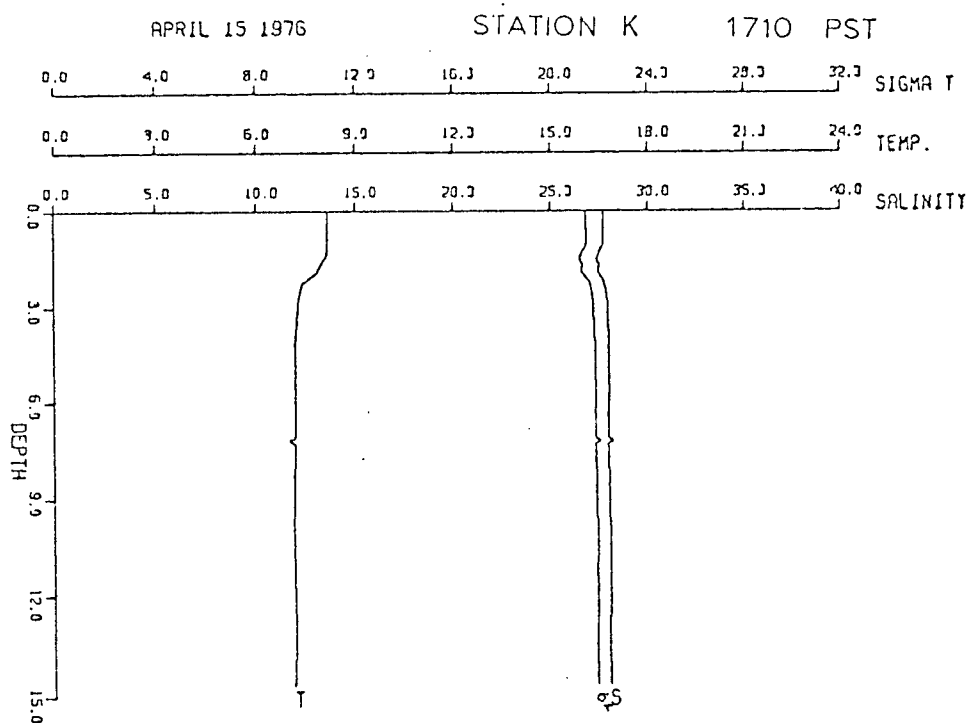 APRIL 15 1976 STATION K 1710 PST
0.0 4.0 8.0 12.0 16.0 20.0 24.0 28.0 32.0 SIGMA T
0.0 3.0 6.0 9.0 12.0 15.0 18.0 21.0 24.0 TEMP.
0.0 5.0 10.0 15.0 20.0 25.0 30.0 35.0 40.0 SALINITY
0.0
3.0
6.0
DEPTH
9.0
12.0
15.0
T
σt S